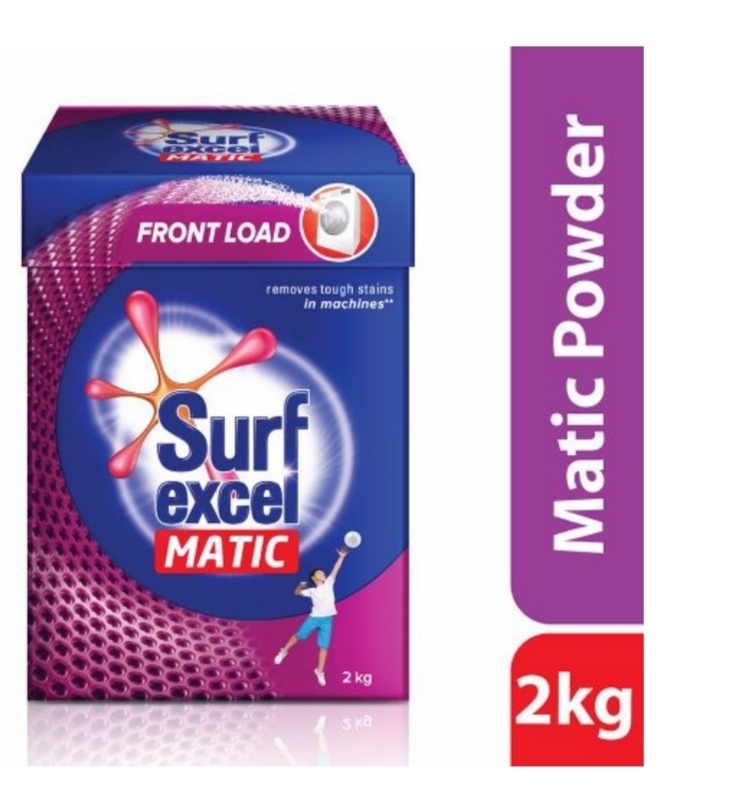 Surf
excel
MATIC
FRONT LOAD
removes tough stains
in machines**
Surf
excel
MATIC
2 kg
Matic Powder
2kg